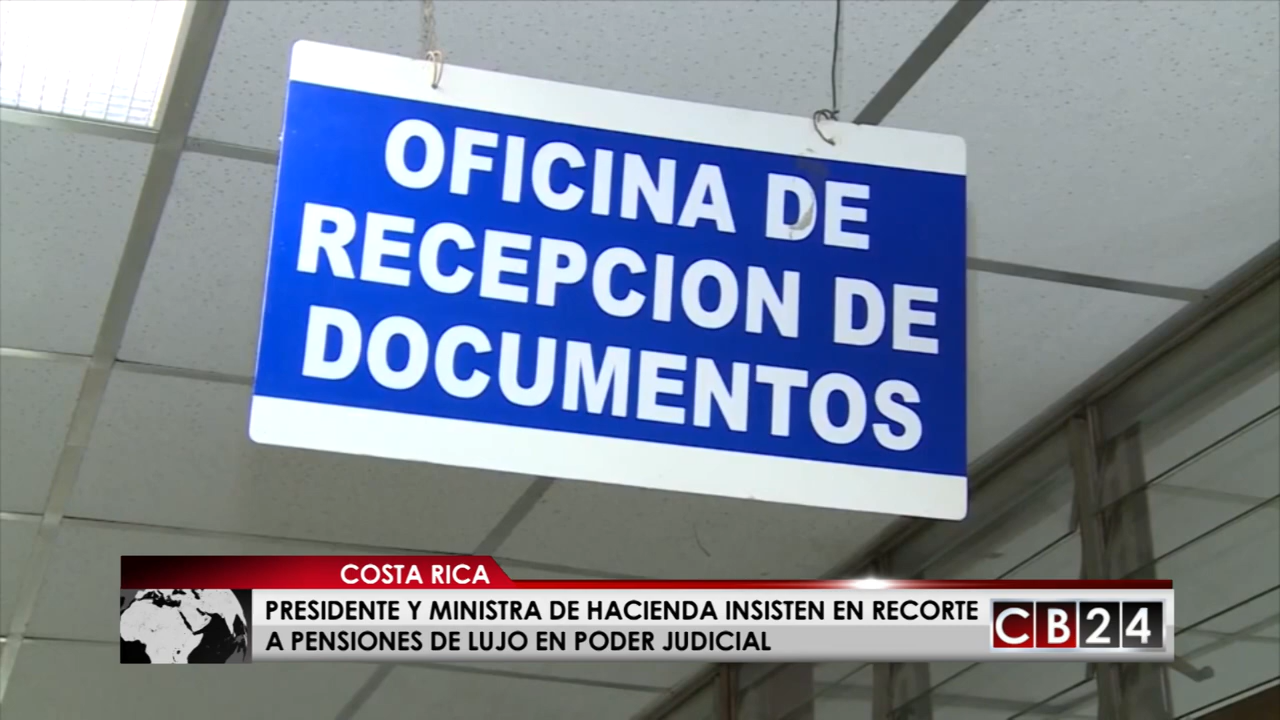 OFICINA DE
RECEPCION DE
DOCUMENTOS
COSTA RICA
PRESIDENTE Y MINISTRA DE HACIENDA INSISTEN EN RECORTE
A PENSIONES DE LUJO EN PODER JUDICIAL
CB24